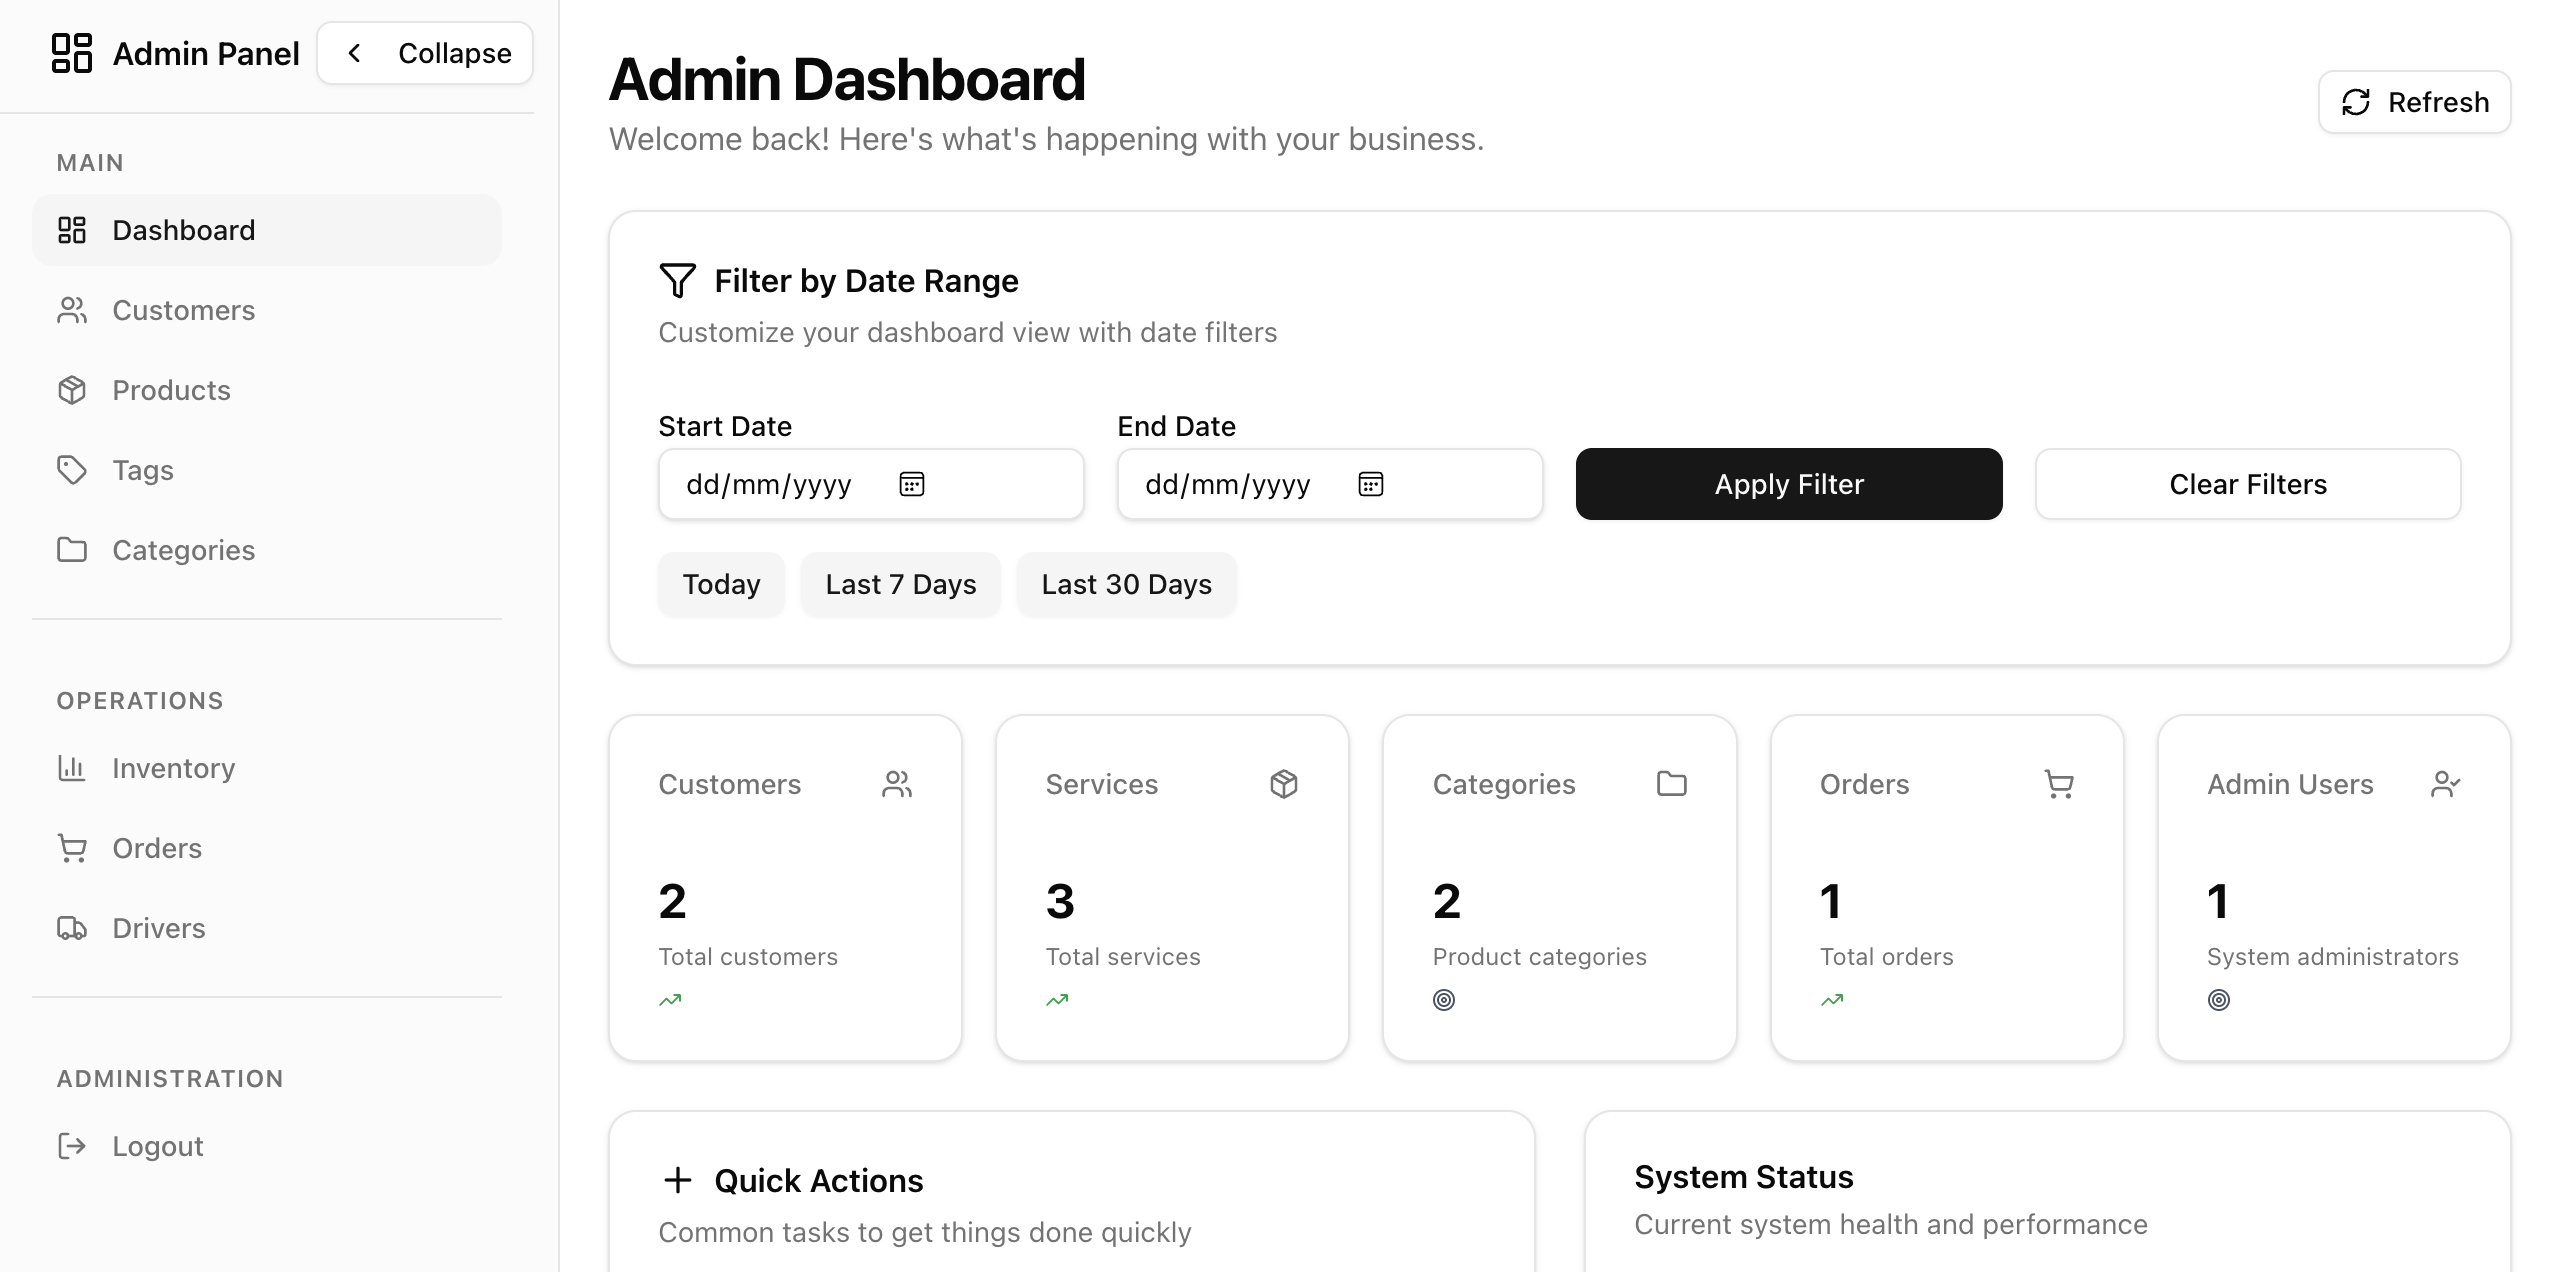 Admin Panel
Collapse
MAIN
Dashboard
Customers
Products
Tags
Categories
OPERATIONS
Inventory
Orders
Drivers
ADMINISTRATION
Logout
Admin Dashboard
Welcome back! Here's what's happening with your business.
Refresh
Filter by Date Range
Customize your dashboard view with date filters
Start Date
dd/mm/yyyy
End Date
dd/mm/yyyy
Apply Filter
Clear Filters
Today
Last 7 Days
Last 30 Days
Customers
2
Total customers
Services
3
Total services
Categories
2
Product categories
Orders
1
Total orders
Admin Users
1
System administrators
Quick Actions
Common tasks to get things done quickly
System Status
Current system health and performance